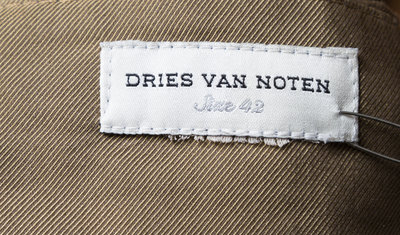 DRIES VAN NOTEN
Size 42